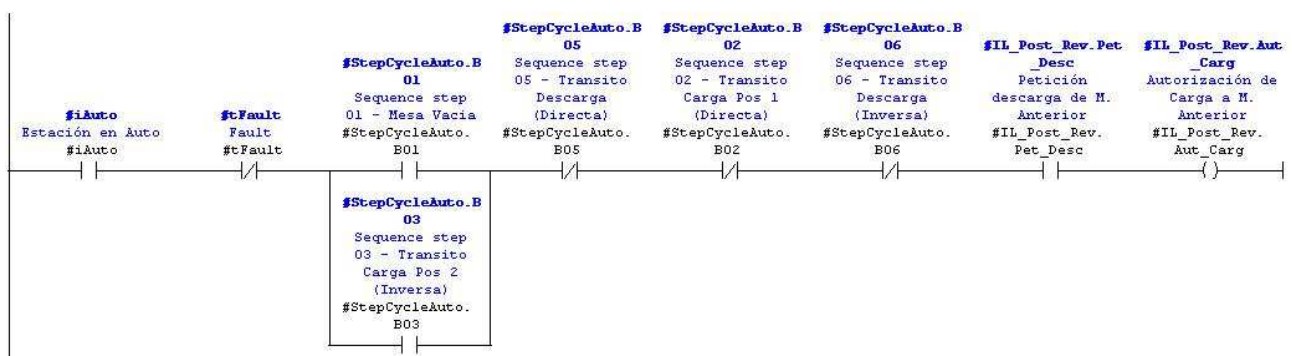 #iAuto
Estación en Auto
#iAuto
#tFault
Fault
#tFault
#StepCycleAuto.B
01
Sequence step
01 - Mesa Vacia
#StepCycleAuto.
B01
#StepCycleAuto.B
03
Sequence step
03 - Transito
Carga Pos 2
(Inversa)
#StepCycleAuto.
B03
#StepCycleAuto.B
05
Sequence step
05 - Transito
Descarga
(Directa)
#StepCycleAuto.
B05
#StepCycleAuto.B
02
Sequence step
02 - Transito
Carga Pos 1
(Directa)
#StepCycleAuto.
B02
#StepCycleAuto.B
06
Sequence step
06 - Transito
Descarga
(Inversa)
#StepCycleAuto.
B06
#IL_Post_Rev.Pet
_Desc
Petición
descarga de M.
Anterior
#IL_Post_Rev.
Pet_Desc
#IL_Post_Rev.Aut
_Carg
Autorización de
Carga a M.
Anterior
#IL_Post_Rev.
Aut_Carg